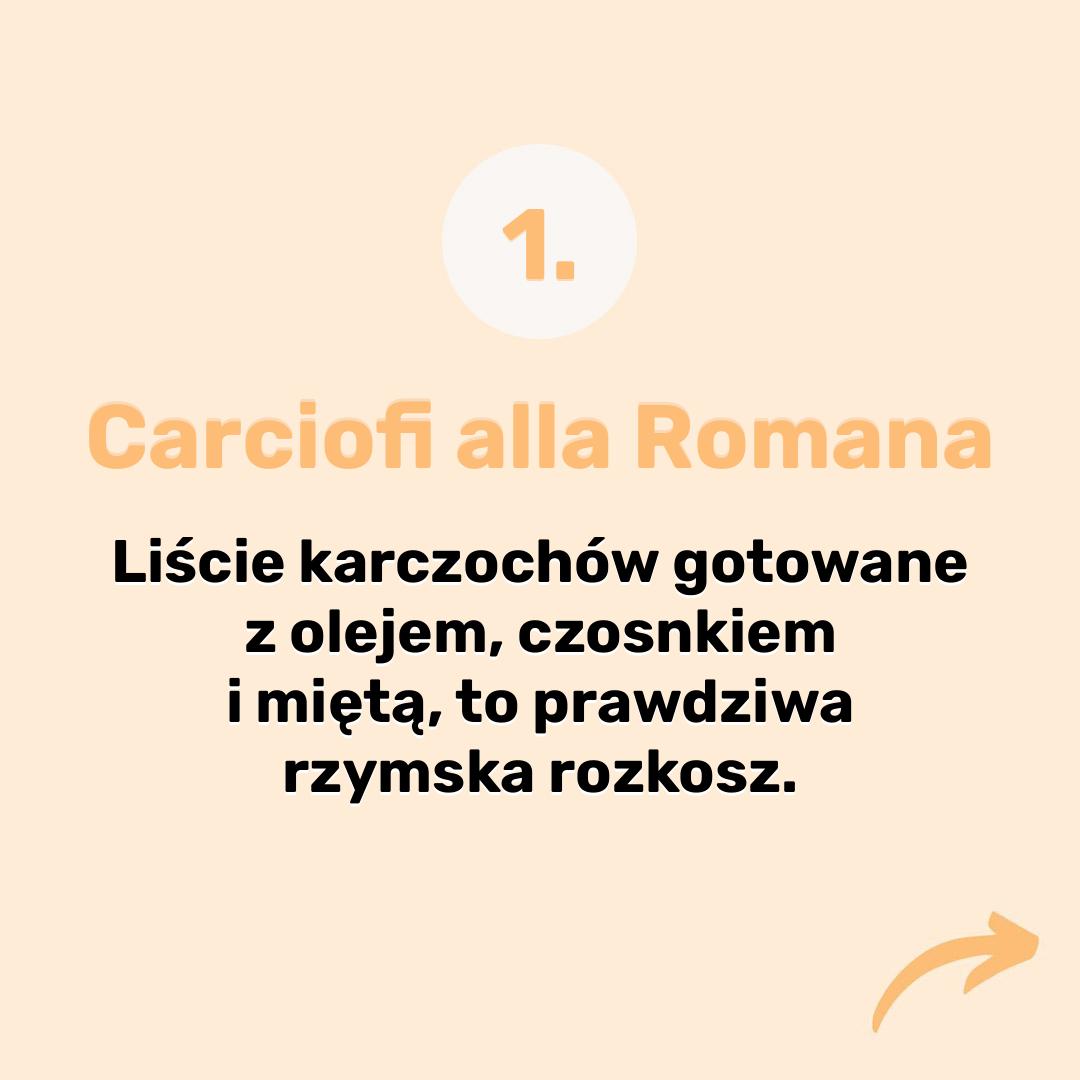 1.
Carciofi alla Romana
Liście karczochów gotowane
z olejem, czosnkiem
i miętą, to prawdziwa
rzymska rozkosz.